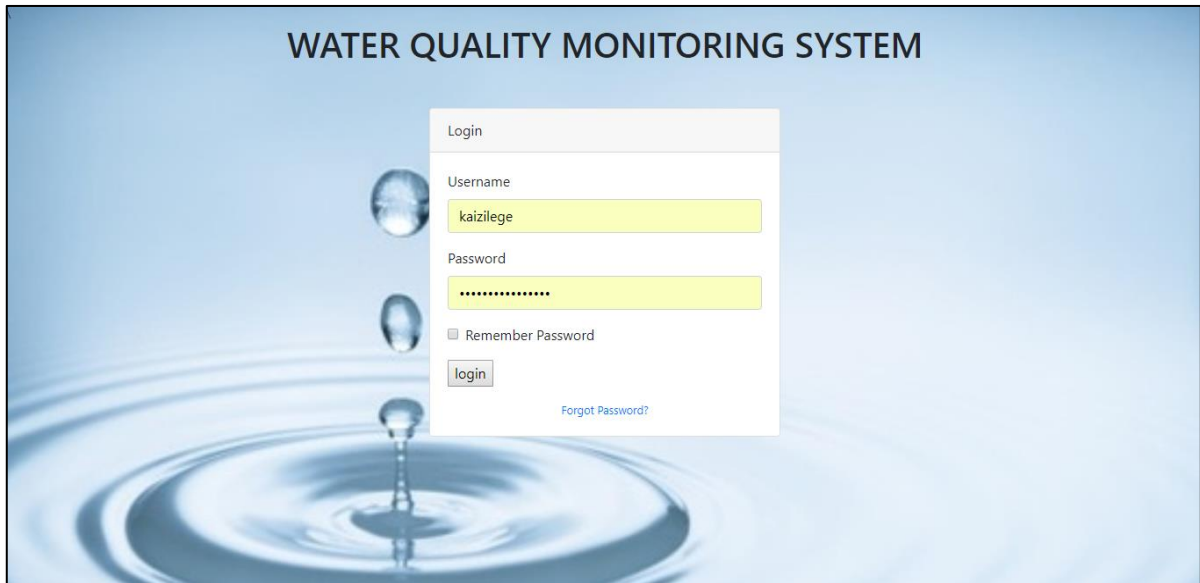 WATER QUALITY MONITORING SYSTEM
Login
Username
kaizilege
Password
••••••••••••••••
Remember Password
login
Forgot Password?